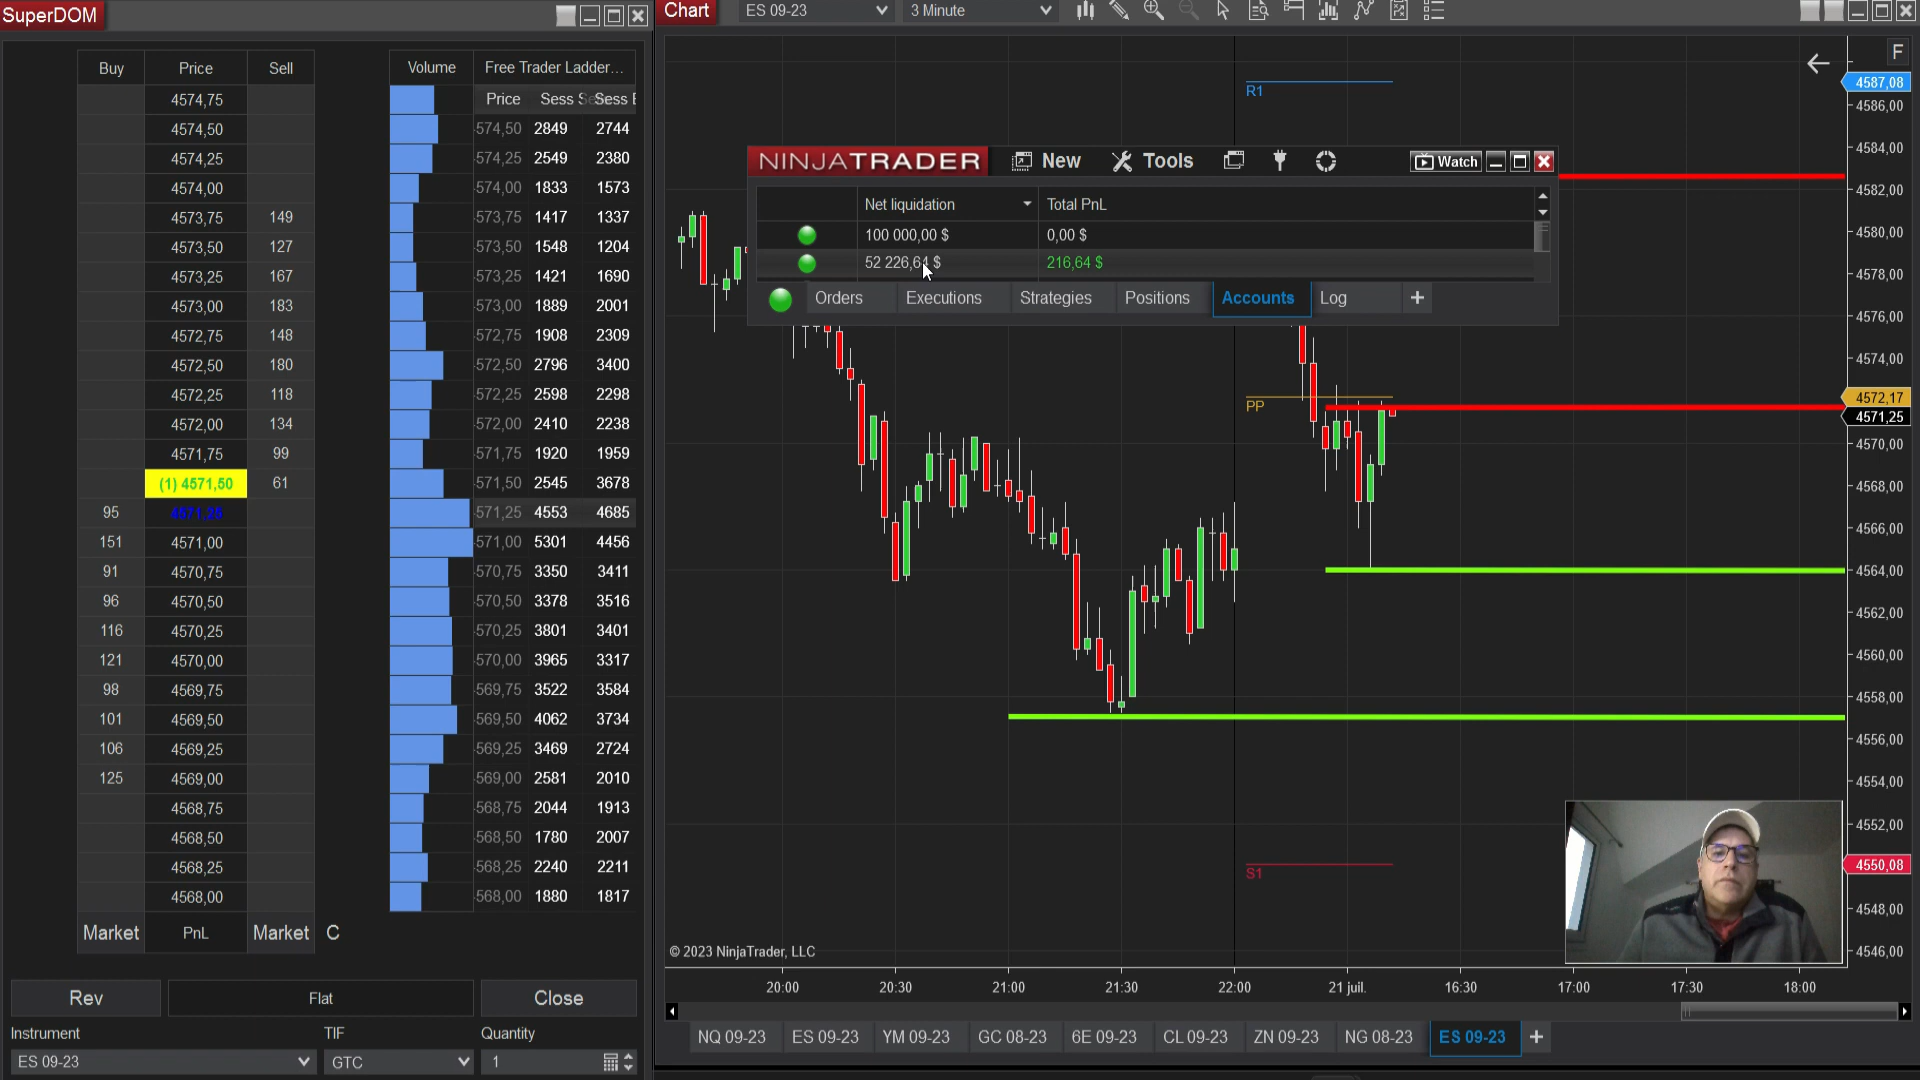 SuperDOM
Buy Price Sell
4574,75
4574,50
4574,25
4574,00
4573,75 149
4573,50 127
4573,25 167
4573,00 183
4572,75 148
4572,50 180
4572,25 118
4572,00 134
4571,75 99
(1) 4571,50 61
95 4571,25
151 4571,00
91 4570,75
96 4570,50
116 4570,25
121 4570,00
98 4569,75
101 4569,50
106 4569,25
125 4569,00
4568,75
4568,50
4568,25
4568,00
Market PnL Market C
Volume Free Trader Ladder...
Price Sess Sess
574,50 2849 2744
574,25 2549 2380
574,00 1833 1573
573,75 1417 1337
573,50 1548 1204
573,25 1421 1690
573,00 1889 2001
572,75 1908 2309
572,50 2796 3400
572,25 2598 2298
572,00 2410 2238
571,75 1920 1959
571,50 2545 3678
571,25 4553 4685
571,00 5301 4456
570,75 3350 3411
570,50 3378 3516
570,25 3801 3401
570,00 3965 3317
569,75 3522 3584
569,50 4062 3734
569,25 3469 2724
569,00 2581 2010
568,75 2044 1913
568,50 1780 2007
568,25 2240 2211
568,00 1880 1817
Rev Flat Close
Instrument TIF Quantity
ES 09-23 GTC 1
Chart ES 09-23 3 Minute
F
R1
NINJATRADER New Tools Watch
Net liquidation Total PnL
100 000,00 $ 0,00 $
52 226,64 $ 216,64 $
Orders Executions Strategies Positions Accounts Log +
PP
S1
4587,08
4586,00
4584,00
4582,00
4580,00
4578,00
4576,00
4574,00
4572,17
4571,25
4570,00
4568,00
4566,00
4564,00
4562,00
4560,00
4558,00
4556,00
4554,00
4552,00
4550,08
4548,00
4546,00
© 2023 NinjaTrader, LLC
20:00 20:30 21:00 21:30 22:00 21 juil. 16:30 17:00 17:30 18:00
NQ 09-23 ES 09-23 YM 09-23 GC 08-23 6E 09-23 CL 09-23 ZN 09-23 NG 08-23 ES 09-23 +